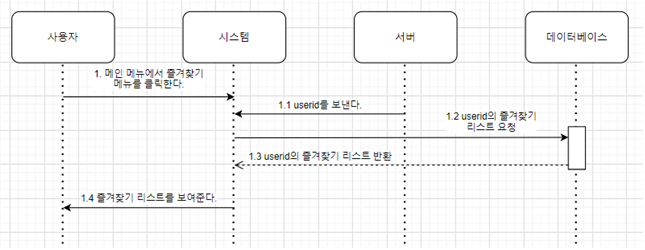 사용자
시스템
서버
데이터베이스
1. 메인 메뉴에서 즐겨찾기
메뉴를 클릭한다.
1.1 userid를 보낸다.
1.2 userid의 즐겨찾기
리스트 요청
1.3 userid의 즐겨찾기 리스트 반환
1.4 즐겨찾기 리스트를 보여준다.